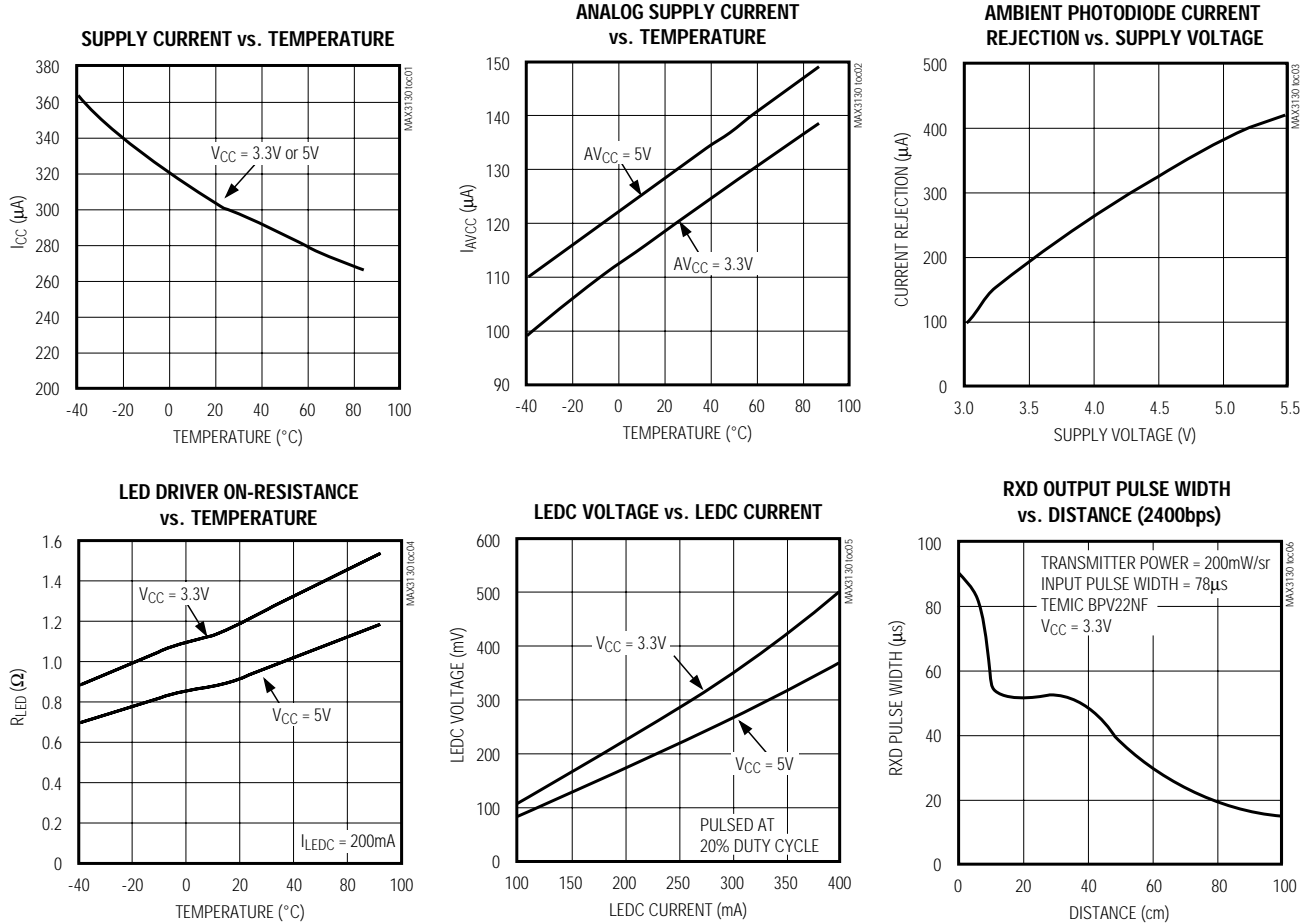 SUPPLY CURRENT vs. TEMPERATURE
380
360
340
320
300
280
260
240
220
200
-40
-20
0
20
40
60
80
100
TEMPERATURE (°C)
ICC (μA)
VCC = 3.3V or 5V
MAX3130 toc01
ANALOG SUPPLY CURRENT
vs. TEMPERATURE
150
140
130
120
110
100
90
-40
-20
0
20
40
60
80
100
TEMPERATURE (°C)
IAVCC (μA)
AVCC = 5V
AVCC = 3.3V
MAX3130 toc02
AMBIENT PHOTODIODE CURRENT
REJECTION vs. SUPPLY VOLTAGE
500
400
300
200
100
0
3.0
3.5
4.0
4.5
5.0
5.5
SUPPLY VOLTAGE (V)
CURRENT REJECTION (μA)
MAX3130 toc03
LED DRIVER ON-RESISTANCE
vs. TEMPERATURE
1.6
1.4
1.2
1.0
0.8
0.6
0.4
0.2
0
-40
-20
0
20
40
60
80
100
TEMPERATURE (°C)
RLED (Ω)
VCC = 3.3V
VCC = 5V
ILEDC = 200mA
MAX3130 toc04
LEDC VOLTAGE vs. LEDC CURRENT
600
500
400
300
200
100
0
100
150
200
250
300
350
400
LEDC CURRENT (mA)
LEDC VOLTAGE (mV)
VCC = 3.3V
VCC = 5V
PULSED AT
20% DUTY CYCLE
MAX3130 toc05
RXD OUTPUT PULSE WIDTH
vs. DISTANCE (2400bps)
100
80
60
40
20
0
0
20
40
60
80
100
DISTANCE (cm)
RXD PULSE WIDTH (μs)
TRANSMITTER POWER = 200mW/sr
INPUT PULSE WIDTH = 78μs
TEMIC BPV22NF
VCC = 3.3V
MAX3130 toc06